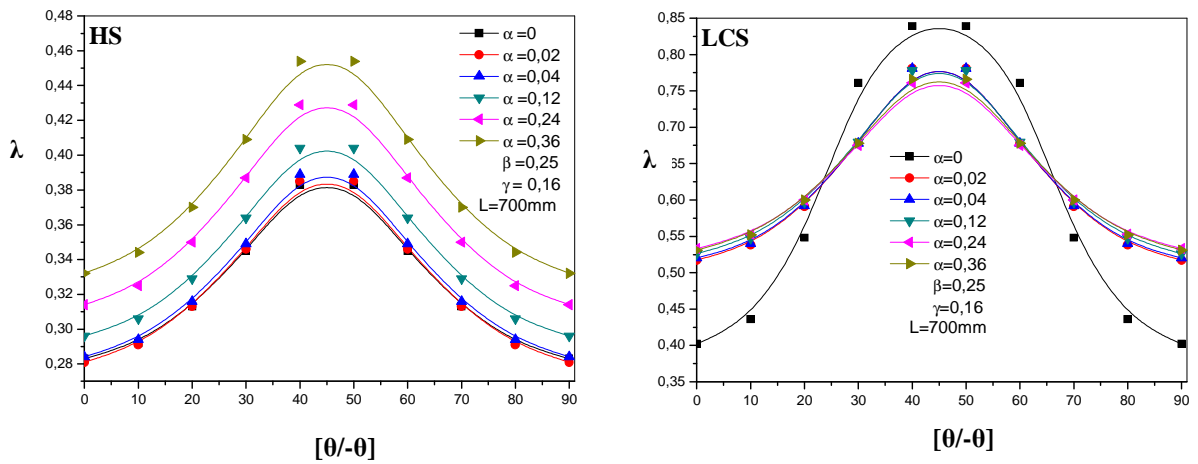 HS
0,48
0,46
0,44
0,42
0,40
0,38
0,36
0,34
0,32
0,30
0,28
λ
α =0
α =0,02
α =0,04
α =0,12
α =0,24
α =0,36
β =0,25
γ = 0,16
L=700mm
0 10 20 30 40 50 60 70 80 90
[θ/-θ]
LCS
0,85
0,80
0,75
0,70
0,65
0,60
0,55
0,50
0,45
0,40
0,35
λ
α=0
α=0,02
α=0,04
α=0,12
α=0,24
α=0,36
β=0,25
γ=0,16
L=700mm
0 10 20 30 40 50 60 70 80 90
[θ/-θ]